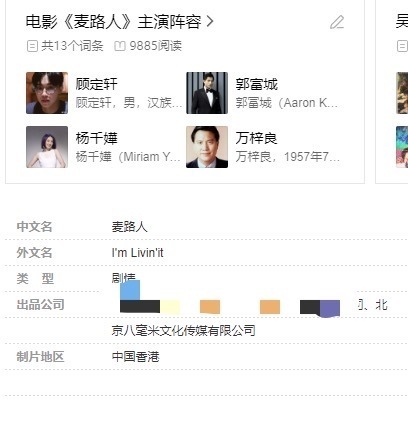 电影《麦路人》主演阵容
共13个词条 9885阅读
顾定轩
顾定轩，男，汉族...
郭富城
郭富城（Aaron K...
杨千嬅
杨千嬅（Miriam Y...
万梓良
万梓良，1957年7...
中文名 麦路人
外文名 I'm Livin'it
类 型 剧情
出品公司 、北
京八毫米文化传媒有限公司
制片地区 中国香港